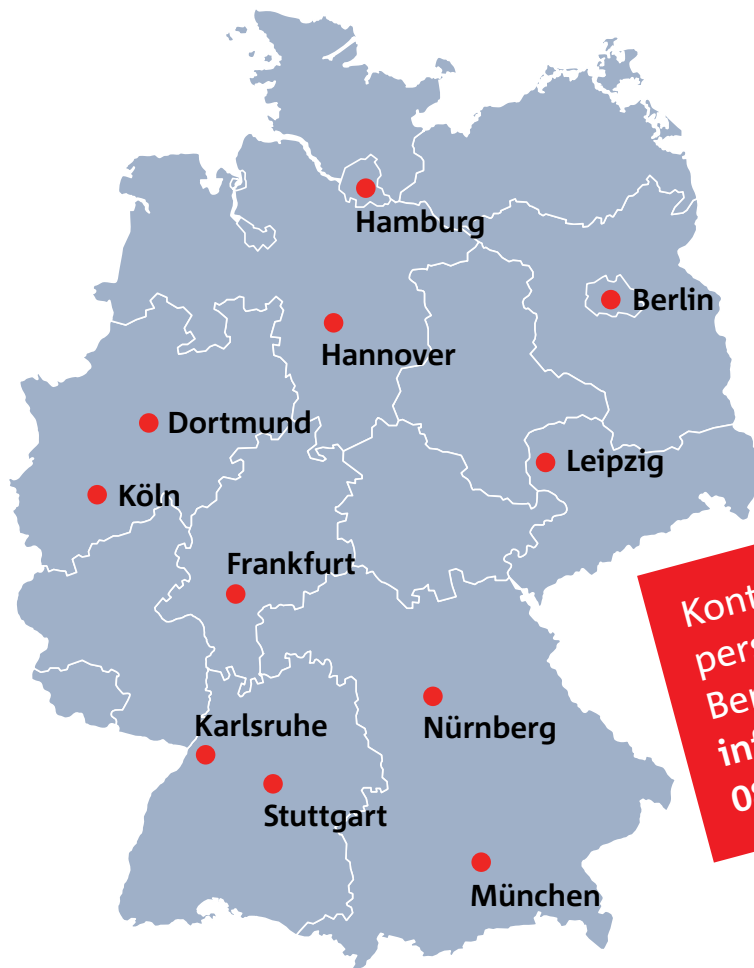 Hamburg
Berlin
Hannover
Dortmund
Leipzig
Köln
Frankfurt
Karlsruhe
Nürnberg
Stuttgart
München